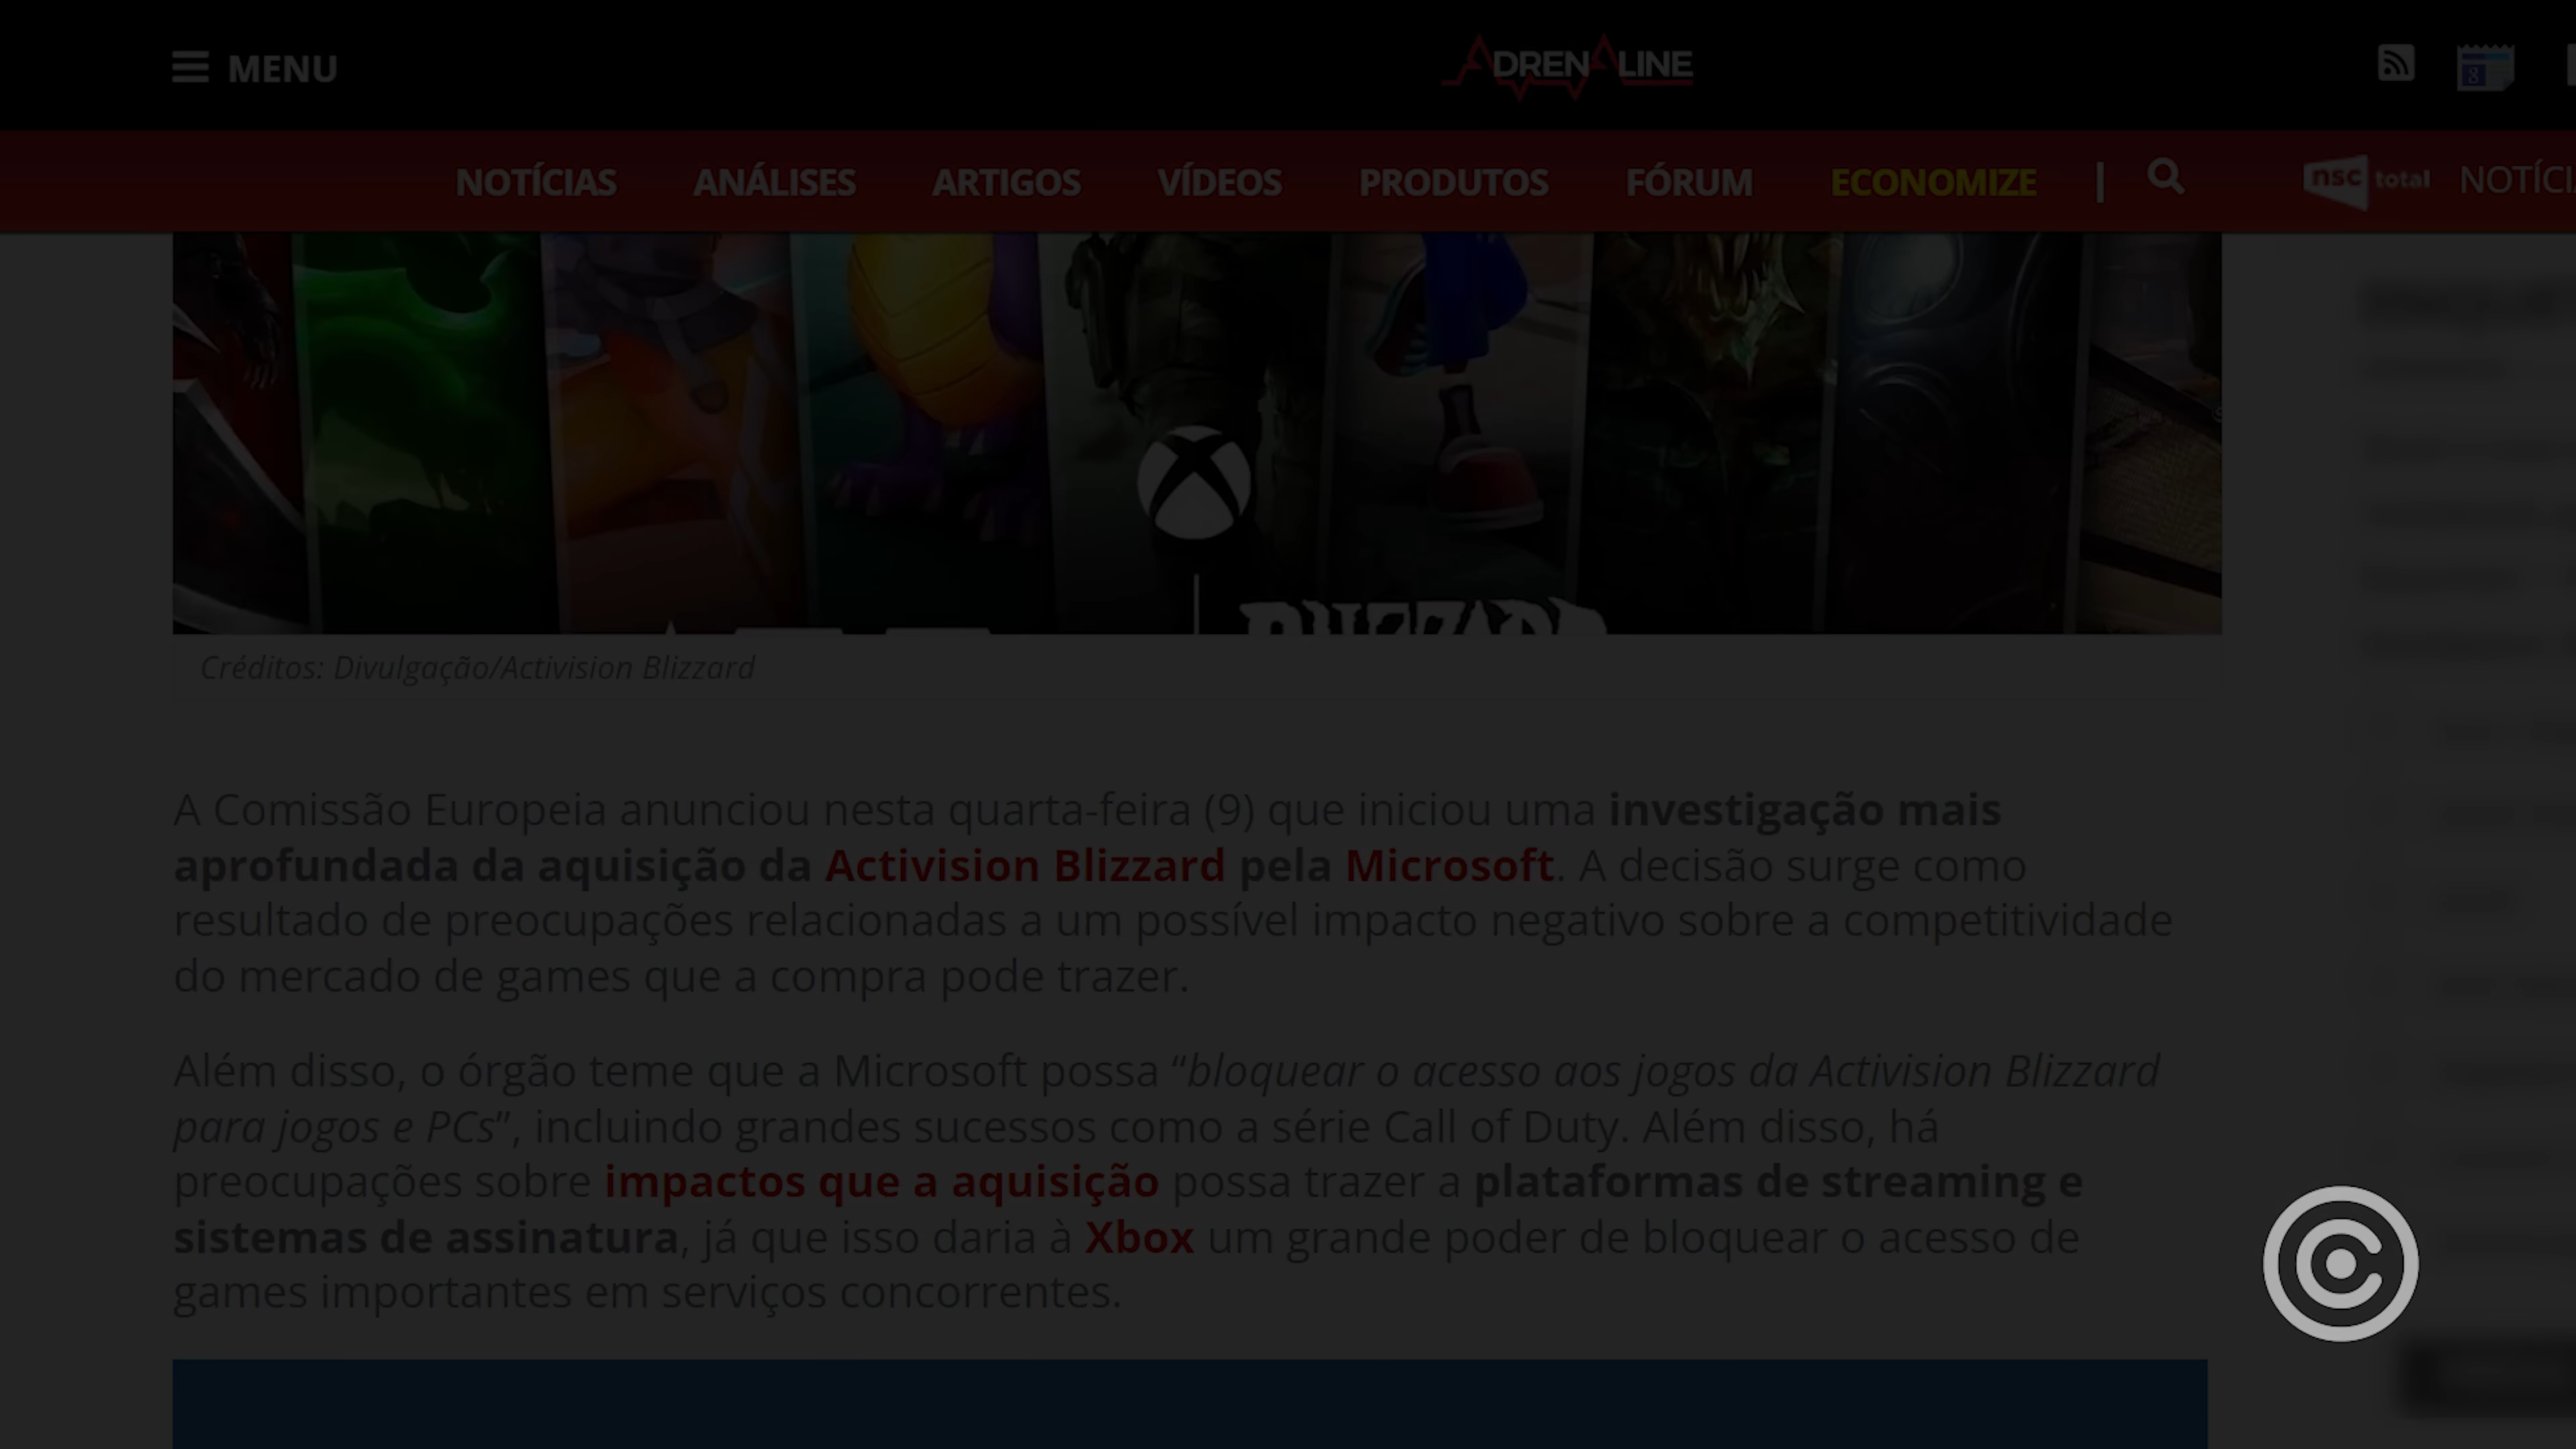 MENU
ADRENALINE
NOTÍCIAS ANÁLISES ARTIGOS VÍDEOS PRODUTOS FÓRUM ECONOMIZE | nsc total
Créditos: Divulgação/Activision Blizzard
A Comissão Europeia anunciou nesta quarta-feira (9) que iniciou uma investigação mais
aprofundada da aquisição da Activision Blizzard pela Microsoft. A decisão surge como
resultado de preocupações relacionadas a um possível impacto negativo sobre a competitividade
do mercado de games que a compra pode trazer.
Além disso, o órgão teme que a Microsoft possa “bloquear o acesso aos jogos da Activision Blizzard
para jogos e PCs”, incluindo grandes sucessos como a série Call of Duty. Além disso, há
preocupações sobre impactos que a aquisição possa trazer a plataformas de streaming e
sistemas de assinatura, já que isso daria à Xbox um grande poder de bloquear o acesso de
games importantes em serviços concorrentes.